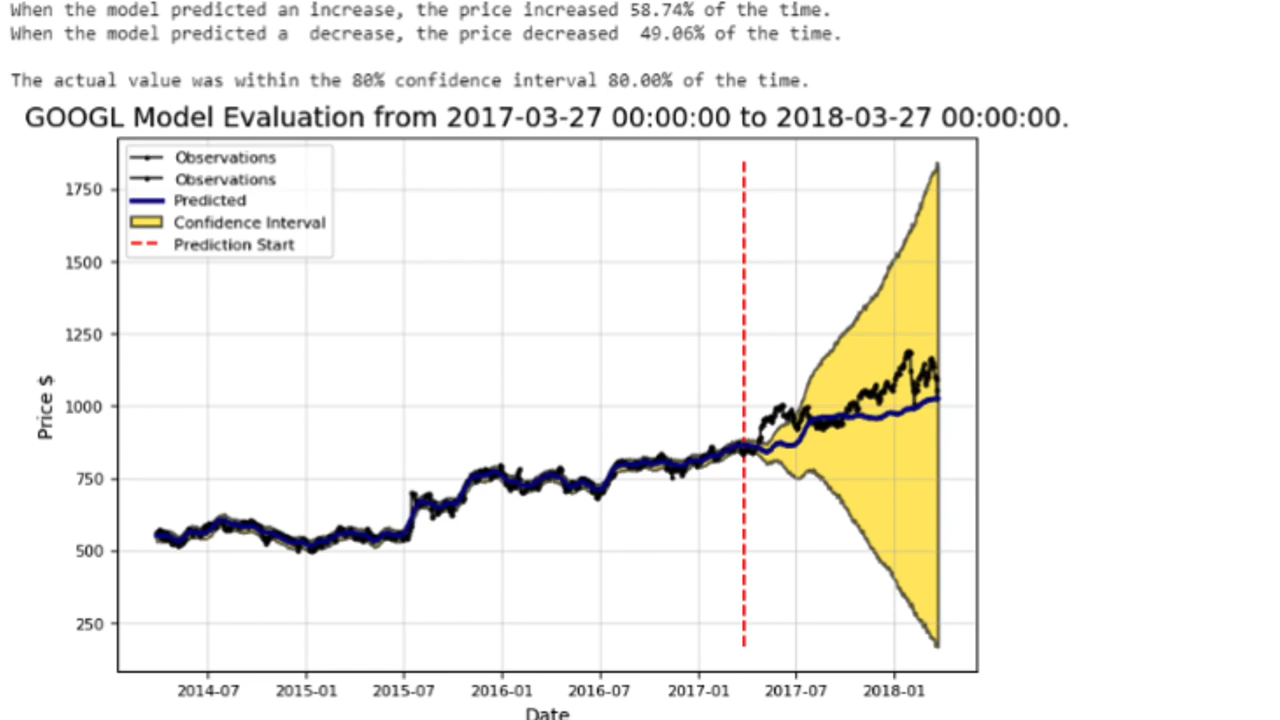 When the model predicted an increase, the price increased 58.74% of the time.
When the model predicted a  decrease, the price decreased  49.06% of the time.
The actual value was within the 80% confidence interval 80.00% of the time.
GOOGL Model Evaluation from 2017-03-27 00:00:00 to 2018-03-27 00:00:00.
Observations
Observations
Predicted
Confidence Interval
Prediction Start
1750
1500
1250
1000
750
500
250
Price $
2014-07 2015-01 2015-07 2016-01 2016-07 2017-01 2017-07 2018-01
Date